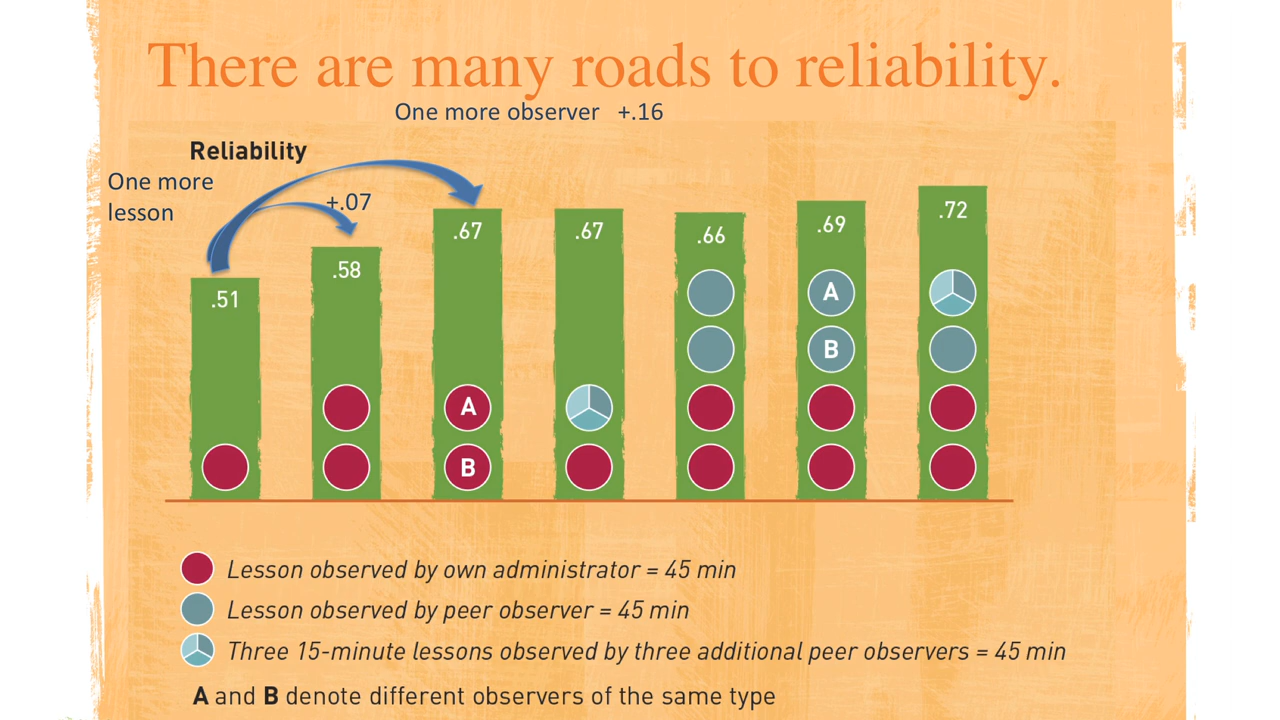 There are many roads to reliability.
One more observer   +.16
Reliability
One more
lesson
+.07
.51
.58
.67
.67
.66
.69
.72
A
B
A
B
Lesson observed by own administrator = 45 min
Lesson observed by peer observer = 45 min
Three 15-minute lessons observed by three additional peer observers = 45 min
A and B denote different observers of the same type